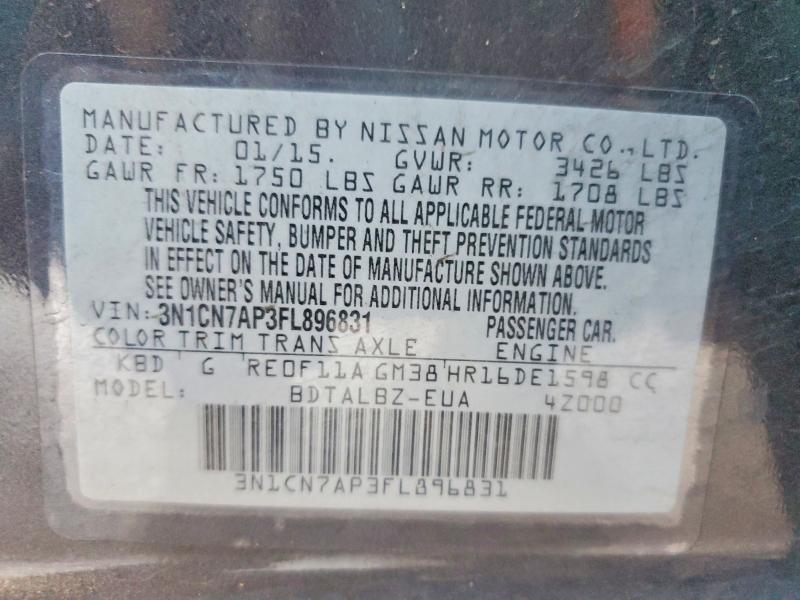 MANUFACTURED BY NISSAN MOTOR CO.,LTD.
DATE: 01/15. GVWR: 3426 LBS
GAWR FR: 1750 LBS GAWR RR: 1708 LBS
THIS VEHICLE CONFORMS TO ALL APPLICABLE FEDERAL MOTOR
VEHICLE SAFETY, BUMPER AND THEFT PREVENTION STANDARDS
IN EFFECT ON THE DATE OF MANUFACTURE SHOWN ABOVE.
SEE OWNER'S MANUAL FOR ADDITIONAL INFORMATION.
VIN: 3N1CN7AP3FL896831 PASSENGER CAR.
COLOR TRIM TRANS AXLE ENGINE
KBD G RE0F11A GM38 HR16DE1598 CC
MODEL: BDTALBZ-EUA 4Z000
3N1CN7AP3FL896831